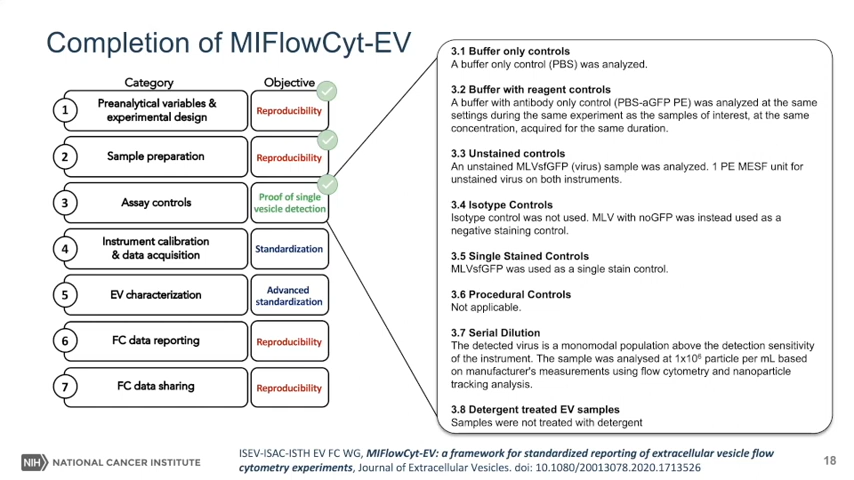 Completion of MIFlowCyt-EV
Category
Objective
1
Preanalytical variables &
experimental design
Reproducibility
2
Sample preparation
Reproducibility
3
Assay controls
Proof of single
vesicle detection
4
Instrument calibration
& data acquisition
Standardization
5
EV characterization
Advanced
standardization
6
FC data reporting
Reproducibility
7
FC data sharing
Reproducibility
3.1 Buffer only controls
A buffer only control (PBS) was analyzed.
3.2 Buffer with reagent controls
A buffer with antibody only control (PBS-aGFP PE) was analyzed at the same
settings during the same experiment as the samples of interest, at the same
concentration, acquired for the same duration.
3.3 Unstained controls
An unstained MLVsfGFP (virus) sample was analyzed. 1 PE MESF unit for
unstained virus on both instruments.
3.4 Isotype Controls
Isotype control was not used. MLV with noGFP was instead used as a
negative staining control.
3.5 Single Stained Controls
MLVsfGFP was used as a single stain control.
3.6 Procedural Controls
Not applicable.
3.7 Serial Dilution
The detected virus is a monomodal population above the detection sensitivity
of the instrument. The sample was analysed at 1x10⁸ particle per mL based
on manufacturer's measurements using flow cytometry and nanoparticle
tracking analysis.
3.8 Detergent treated EV samples
Samples were not treated with detergent
NIH NATIONAL CANCER INSTITUTE
ISEV-ISAC-ISTH EV FC WG, MIFlowCyt-EV: a framework for standardized reporting of extracellular vesicle flow
cytometry experiments, Journal of Extracellular Vesicles. doi: 10.1080/20013078.2020.1713526
18